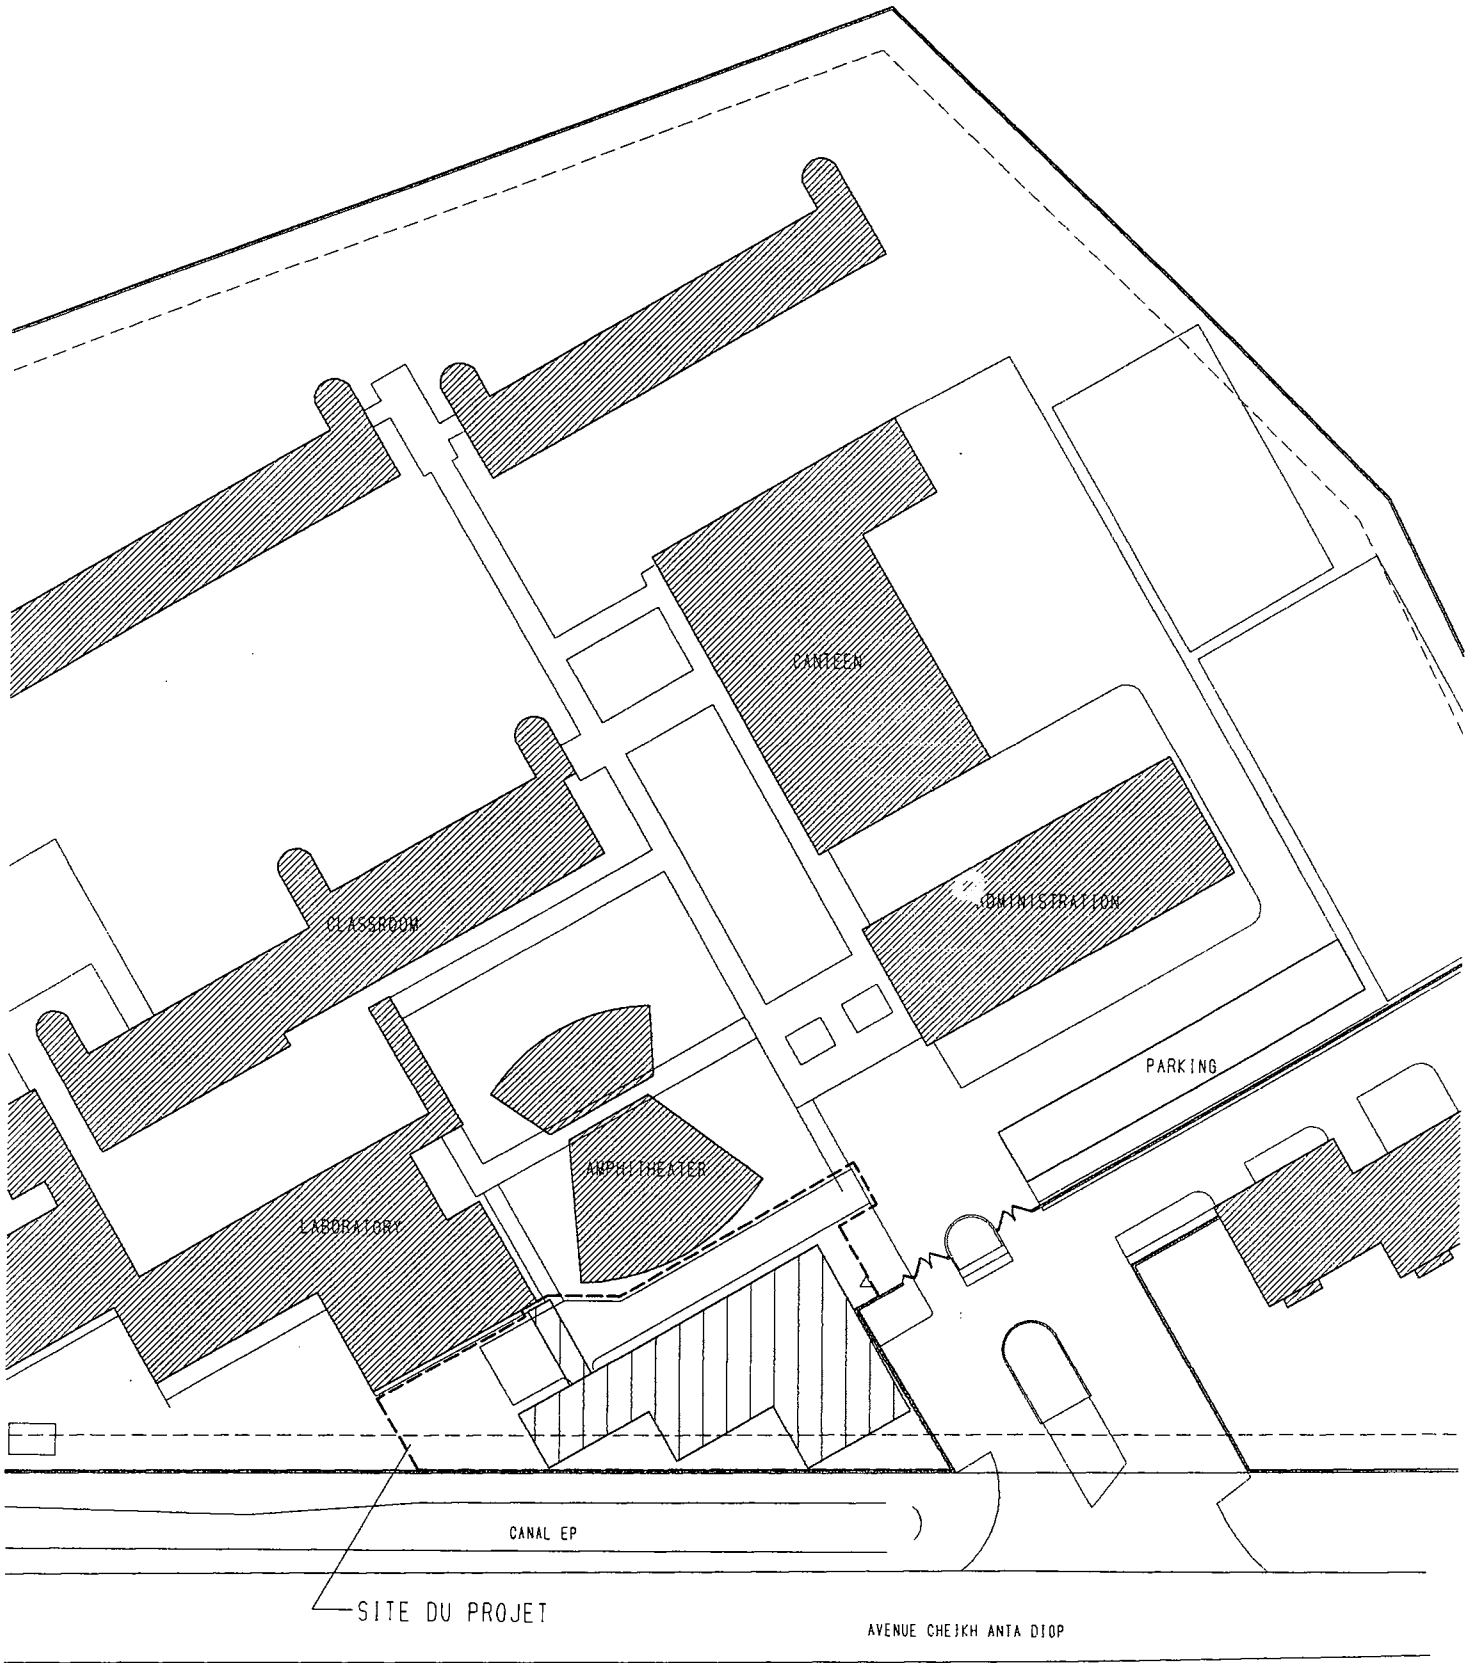 CANTEEN
ADMINISTRATION
CLASSROOM
PARKING
AMPHITHEATER
LABORATORY
CANAL EP
SITE DU PROJET
AVENUE CHEIKH ANTA DIOP